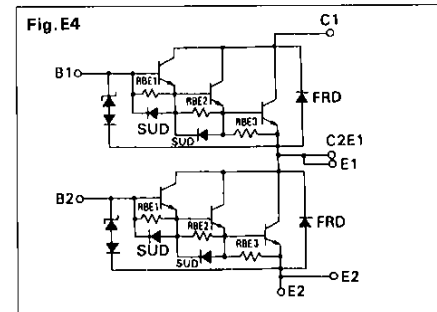 Fig.E4
C1
B1
RBE1
RBE2
RBE3
FRD
SUD
SUD
C2E1
E1
B2
RBE1
RBE2
RBE3
FRD
SUD
SUD
E2
E2